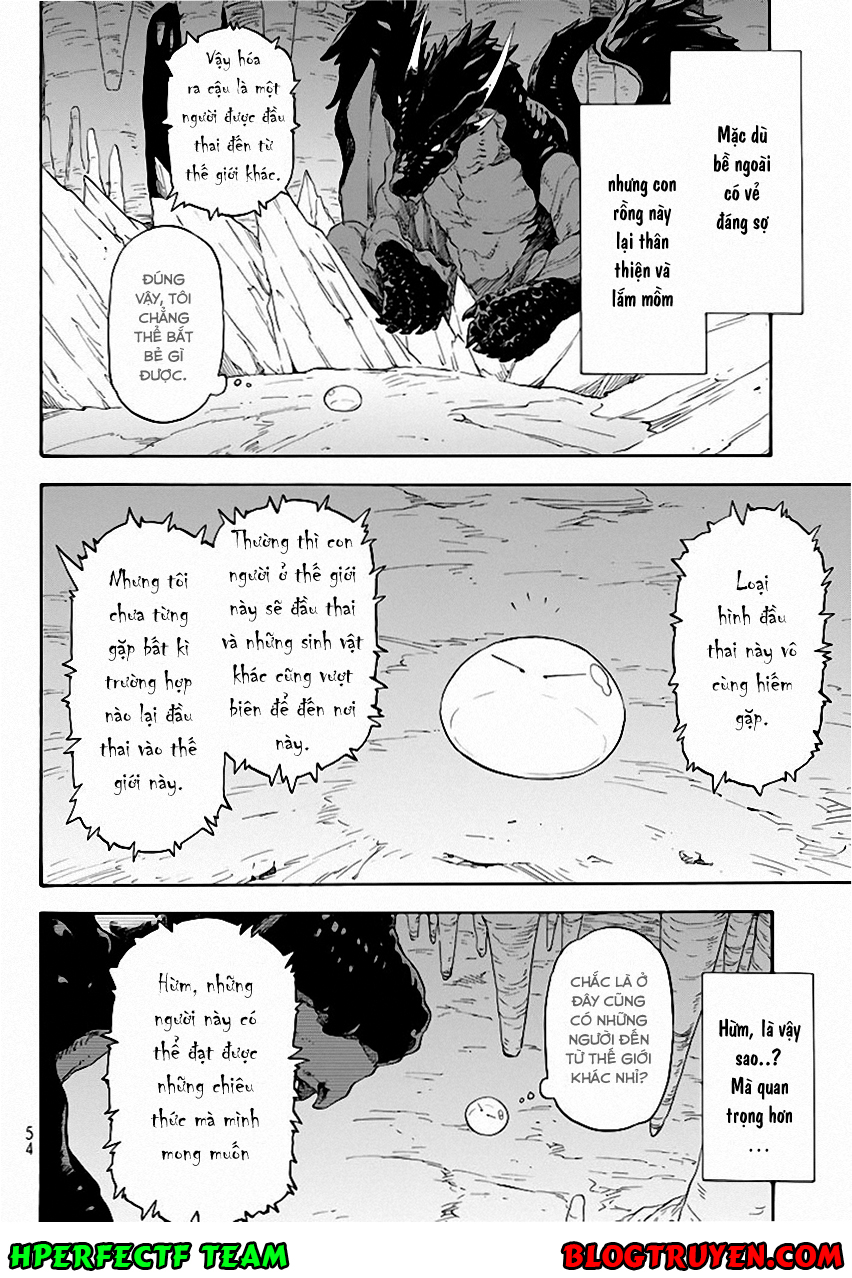 Mặc dù
bề ngoài
có vẻ
đáng sợ
nhưng con
rồng này
lại thân
thiện và
lắm mồm
Vậy hóa
ra cậu là một
người được đầu
thai đến từ
thế giới khác.
ĐÚNG
VẬY, TÔI
CHẲNG
THỂ BẮT
BẺ GÌ
ĐƯỢC.
Loại
hình đầu
thai này vô
cùng hiếm
gặp.
Thường thì con
người ở thế giới
này sẽ đầu thai
và những sinh vật
khác cũng vượt
biên để đến nơi
này.
Nhưng tôi
chưa từng
gặp bất kì
trường hợp
nào lại đầu
thai vào thế
giới này.
Hừm, là vậy
sao..?
Mà quan
trọng hơn
...
CHẮC LÀ Ở
ĐÂY CŨNG
CÓ NHỮNG
NGƯỜI ĐẾN
TỪ THẾ GIỚI
KHÁC NHỈ?
Hừm, những
người này có
thể đạt được
những chiêu
thức mà mình
mong muốn
54
HPERFECTF TEAM
BLOGTRUYEN.COM